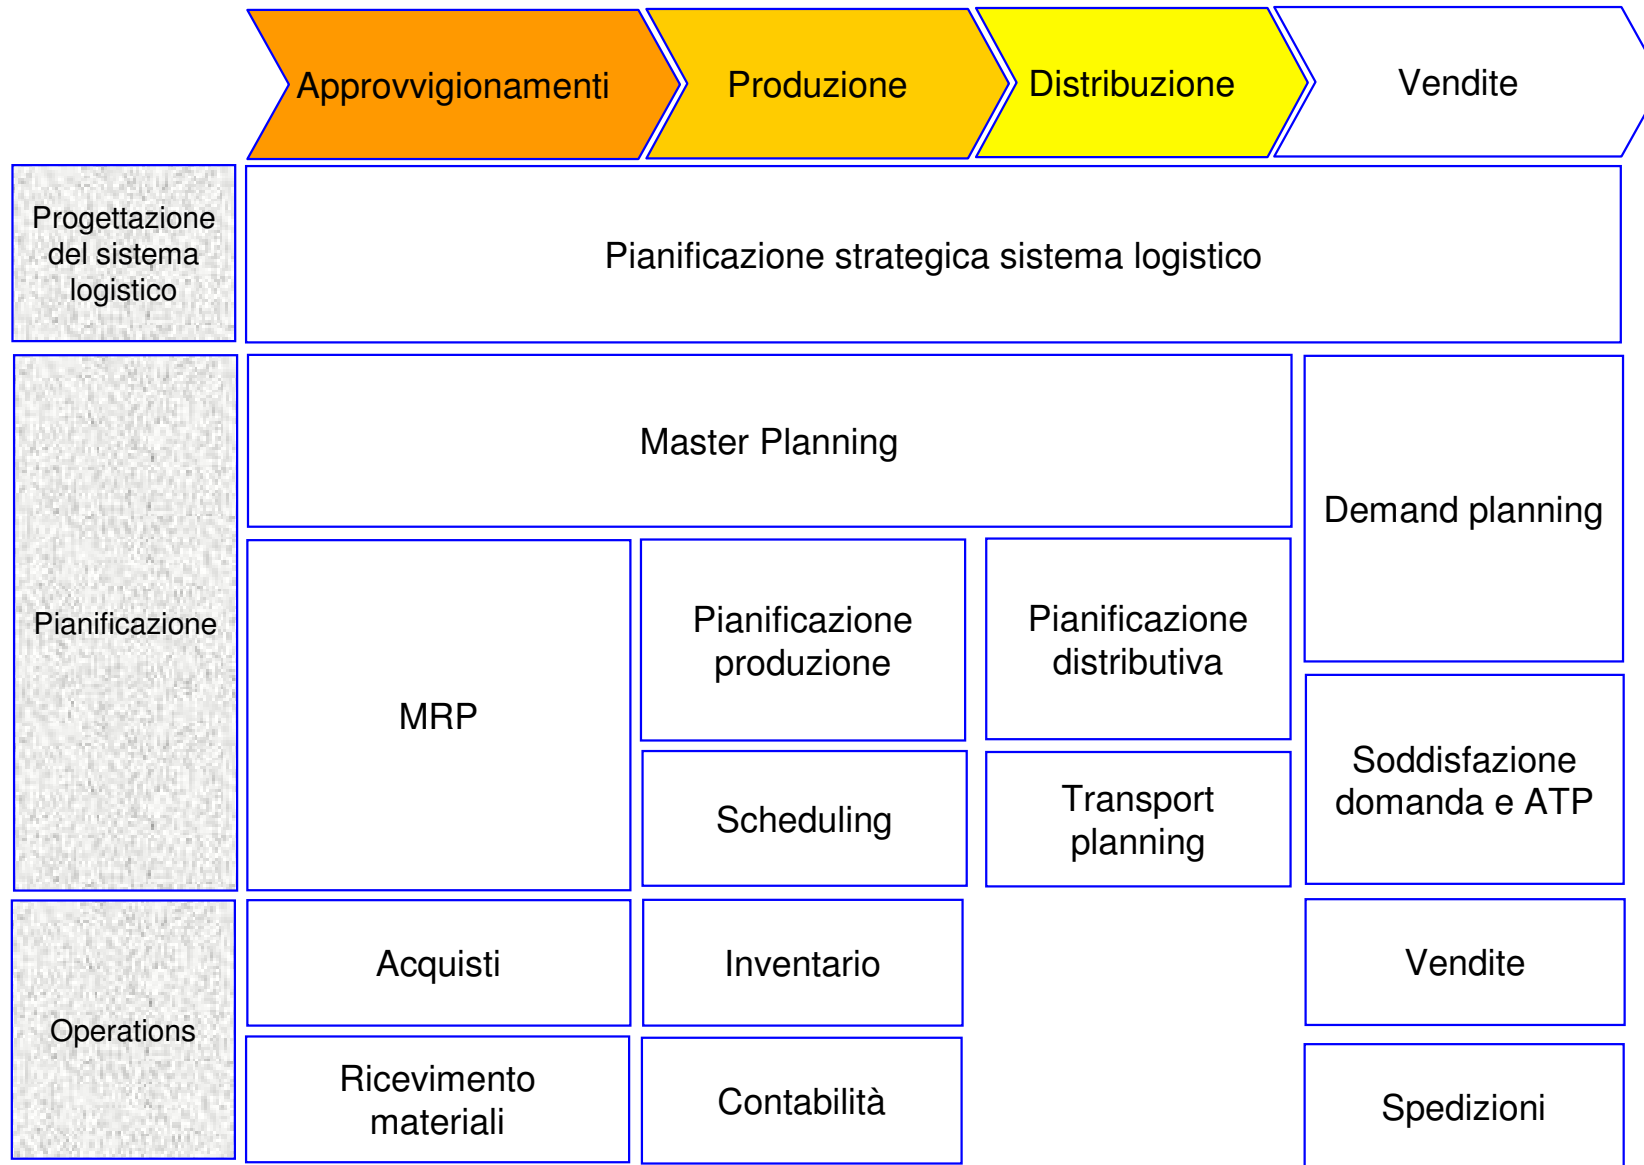 Approvvigionamenti
Produzione
Distribuzione
Vendite
Progettazione
del sistema
logistico
Pianificazione strategica sistema logistico
Pianificazione
Master Planning
Demand planning
MRP
Pianificazione
produzione
Pianificazione
distributiva
Scheduling
Transport
planning
Soddisfazione
domanda e ATP
Operations
Acquisti
Inventario
Vendite
Ricevimento
materiali
Contabilità
Spedizioni